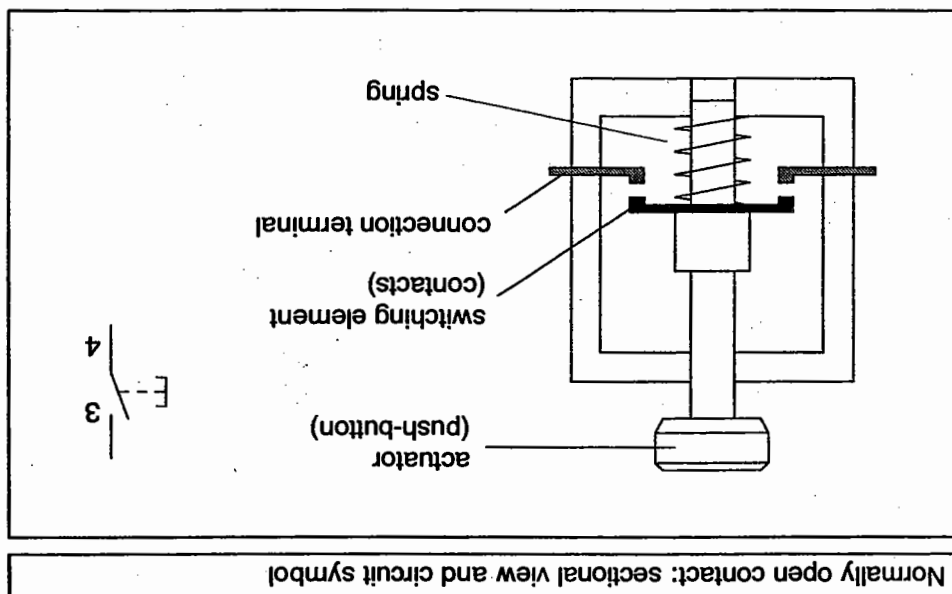 Normally open contact: sectional view and circuit symbol
actuator
(push-button)
switching element
(contacts)
connection terminal
spring
3
4